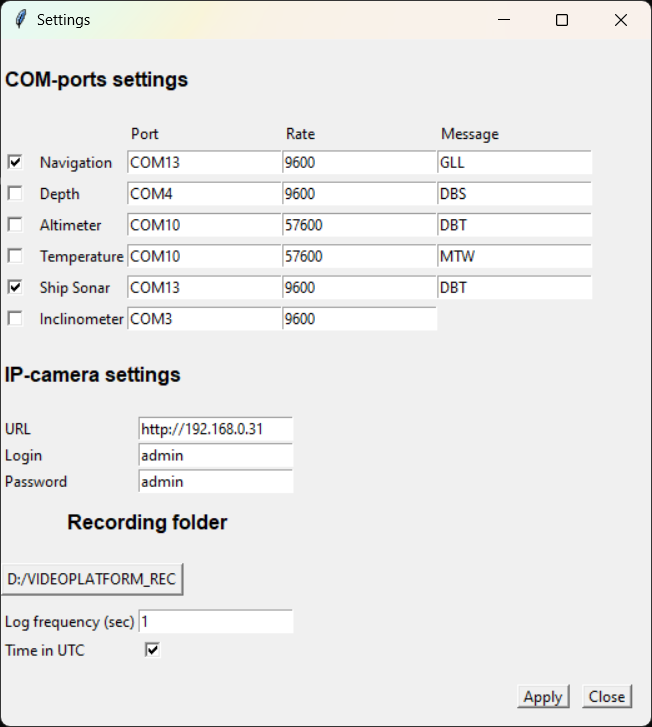 Settings
COM-ports settings
Port Rate Message
Navigation COM13 9600 GLL
Depth COM4 9600 DBS
Altimeter COM10 57600 DBT
Temperature COM10 57600 MTW
Ship Sonar COM13 9600 DBT
Inclinometer COM3 9600
IP-camera settings
URL http://192.168.0.31
Login admin
Password admin
Recording folder
D:/VIDEOPLATFORM_REC
Log frequency (sec) 1
Time in UTC
Apply Close